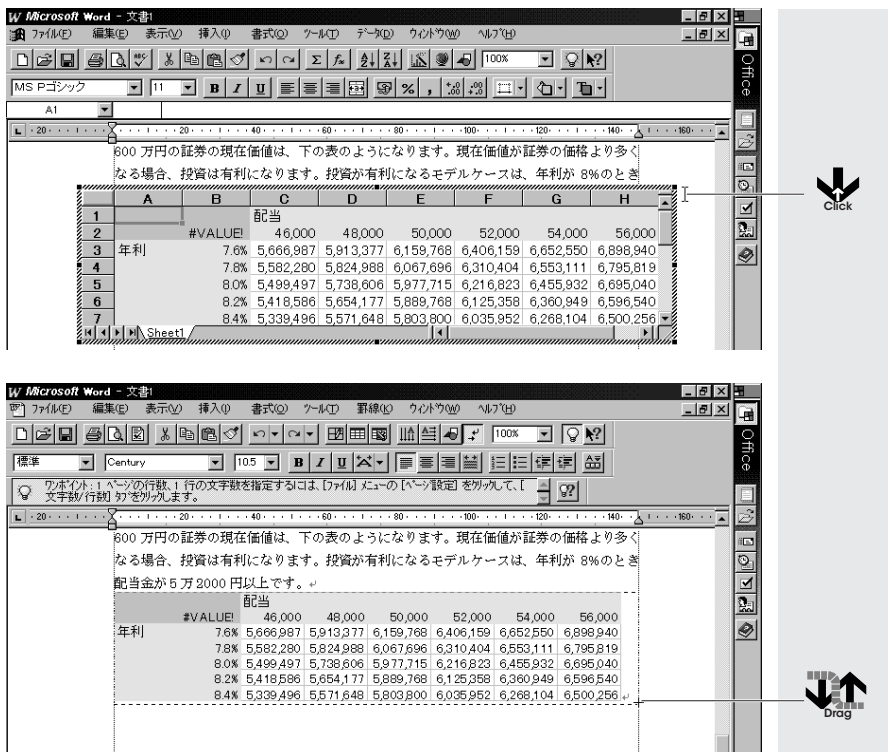 Microsoft Word - 文書1
ファイル(F) 編集(E) 表示(V) 挿入(I) 書式(O) ツール(T) データ(D) ウィンドウ(W) ヘルプ(H)
100%
MS Pゴシック 11 B I U
A1
Office
20 20 40 60 80 100 120 140 160
600 万円の証券の現在価値は、下の表のようになります。現在価値が証券の価格より多く
なる場合、投資は有利になります。投資が有利になるモデルケースは、年利が 8%のとき
A B C D E F G H
1 配当
2 #VALUE! 46,000 48,000 50,000 52,000 54,000 56,000
3 年利 7.6% 5,666,987 5,913,377 6,159,768 6,406,159 6,652,550 6,898,940
4 7.8% 5,582,280 5,824,988 6,067,696 6,310,404 6,553,111 6,795,819
5 8.0% 5,499,497 5,738,606 5,977,715 6,216,823 6,455,932 6,695,040
6 8.2% 5,418,586 5,654,177 5,889,768 6,125,358 6,360,949 6,596,540
7 8.4% 5,339,496 5,571,648 5,803,800 6,035,952 6,268,104 6,500,256
Sheet1
Click
Microsoft Word - 文書1
ファイル(F) 編集(E) 表示(V) 挿入(I) 書式(O) ツール(T) 罫線(K) ウィンドウ(W) ヘルプ(H)
100%
標準 Century 10.5 B I U
Office
ワンポイント: 1 ページの行数、1 行の文字数を指定するには、[ファイル] メニューの [ページ設定] をクリックして、[
文字数/行数] タブをクリックします。
20 20 40 60 80 100 120 140 160
600 万円の証券の現在価値は、下の表のようになります。現在価値が証券の価格より多く
なる場合、投資は有利になります。投資が有利になるモデルケースは、年利が 8%のとき
配当金が 5 万 2000 円以上です。
配当
#VALUE! 46,000 48,000 50,000 52,000 54,000 56,000
年利 7.6% 5,666,987 5,913,377 6,159,768 6,406,159 6,652,550 6,898,940
7.8% 5,582,280 5,824,988 6,067,696 6,310,404 6,553,111 6,795,819
8.0% 5,499,497 5,738,606 5,977,715 6,216,823 6,455,932 6,695,040
8.2% 5,418,586 5,654,177 5,889,768 6,125,358 6,360,949 6,596,540
8.4% 5,339,496 5,571,648 5,803,800 6,035,952 6,268,104 6,500,256
Drag